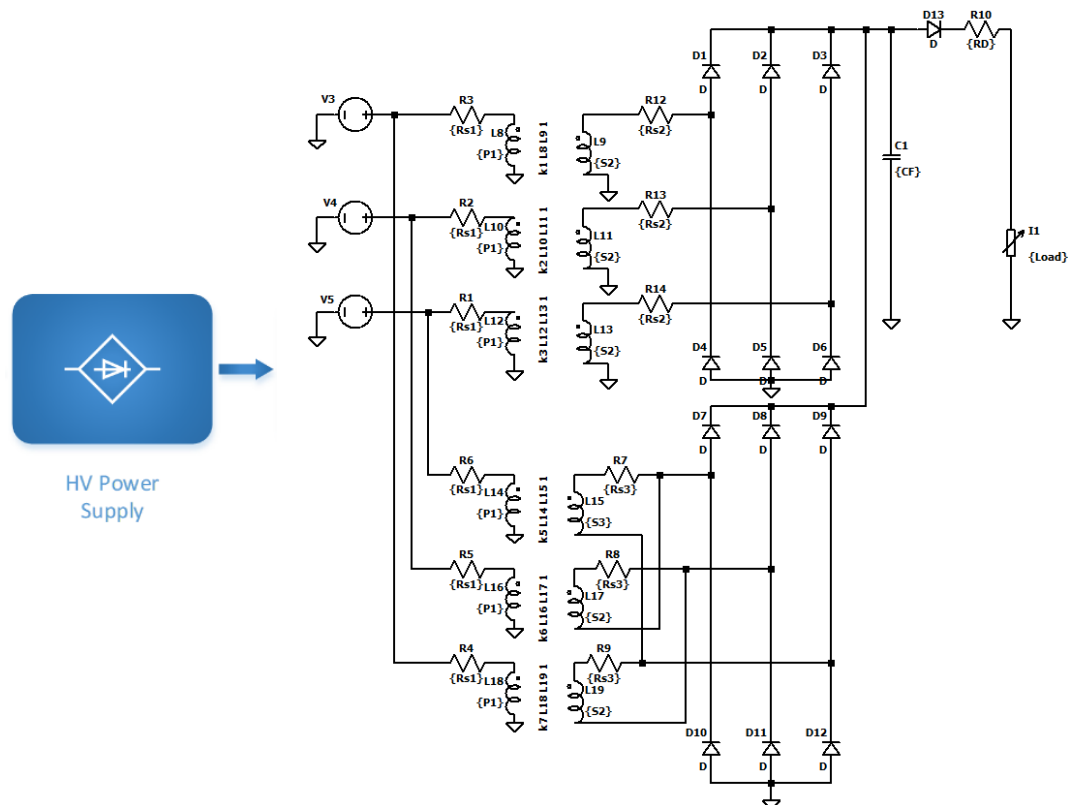 D13
R10
D
{RD}
D1
D2
D3
D
D
D
V3
R3
{Rs1}
L8
{P1}
k1 L8 L9 1
R12
{Rs2}
L9
{S2}
C1
{CF}
V4
R2
{Rs1}
L10
{P1}
k2 L10 L11 1
R13
{Rs2}
L11
{S2}
I1
{Load}
V5
R1
{Rs1}
L12
{P1}
k3 L12 L13 1
R14
{Rs2}
L13
{S2}
D4
D5
D6
D
D
D
D7
D8
D9
D
D
D
HV Power
Supply
R6
{Rs1}
L14
{P1}
k5 L14 L15 1
R7
{Rs3}
L15
{S3}
R5
{Rs1}
L16
{P1}
k6 L16 L17 1
R8
{Rs3}
L17
{S2}
R4
{Rs1}
L18
{P1}
k7 L18 L19 1
R9
{Rs3}
L19
{S2}
D10
D11
D12
D
D
D